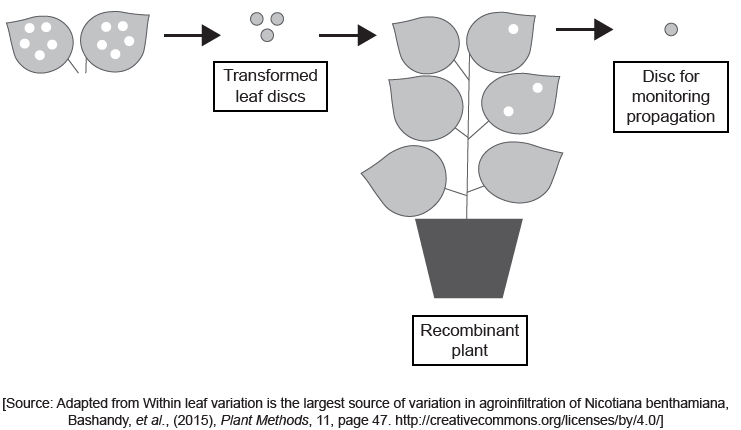 Transformed
leaf discs
Disc for
monitoring
propagation
Recombinant
plant
[Source: Adapted from Within leaf variation is the largest source of variation in agroinfiltration of Nicotiana benthamiana,
Bashandy, et al., (2015), Plant Methods, 11, page 47. http://creativecommons.org/licenses/by/4.0/]